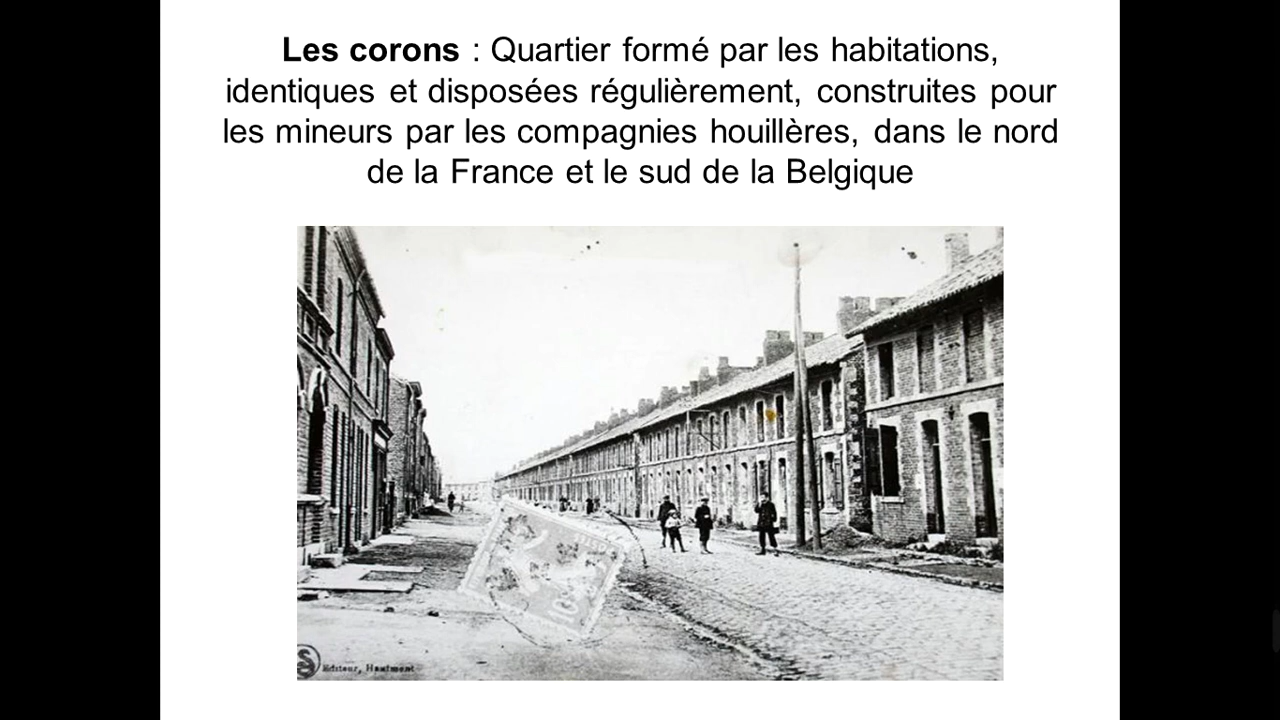 Les corons : Quartier formé par les habitations,
identiques et disposées régulièrement, construites pour
les mineurs par les compagnies houillères, dans le nord
de la France et le sud de la Belgique
10
Editeur, Hautmont